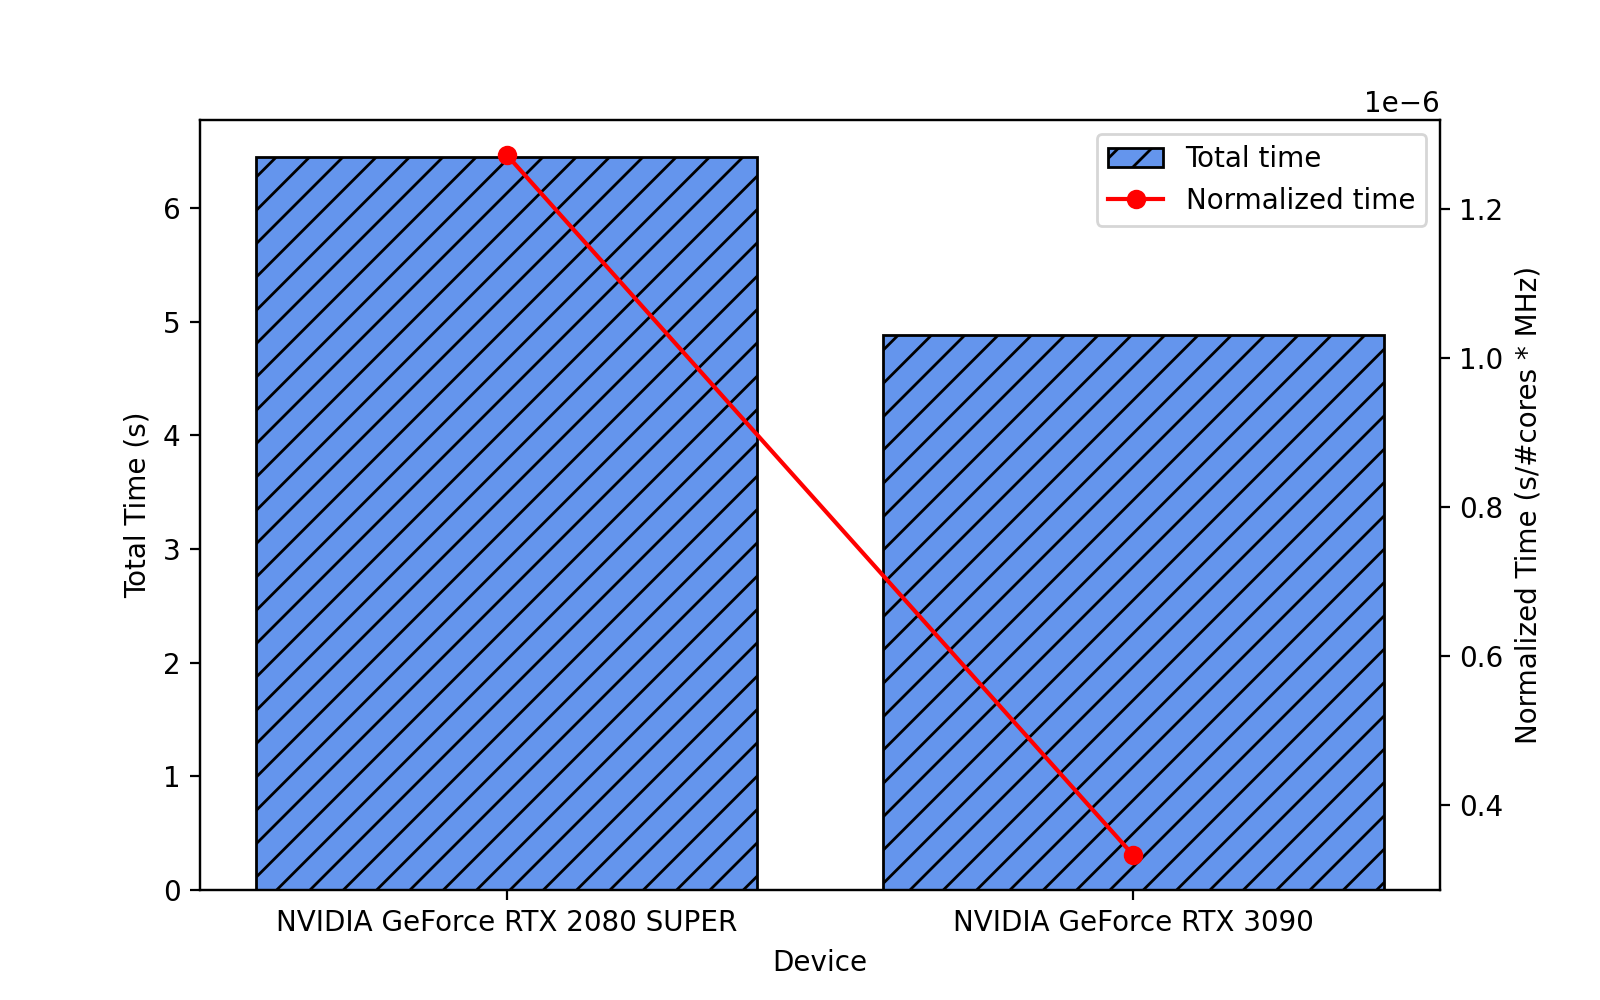 1e−6
Total time
Normalized time
6
5
4
3
2
1
0
Total Time (s)
1.2
1.0
0.8
0.6
0.4
Normalized Time (s/#cores * MHz)
NVIDIA GeForce RTX 2080 SUPER
NVIDIA GeForce RTX 3090
Device